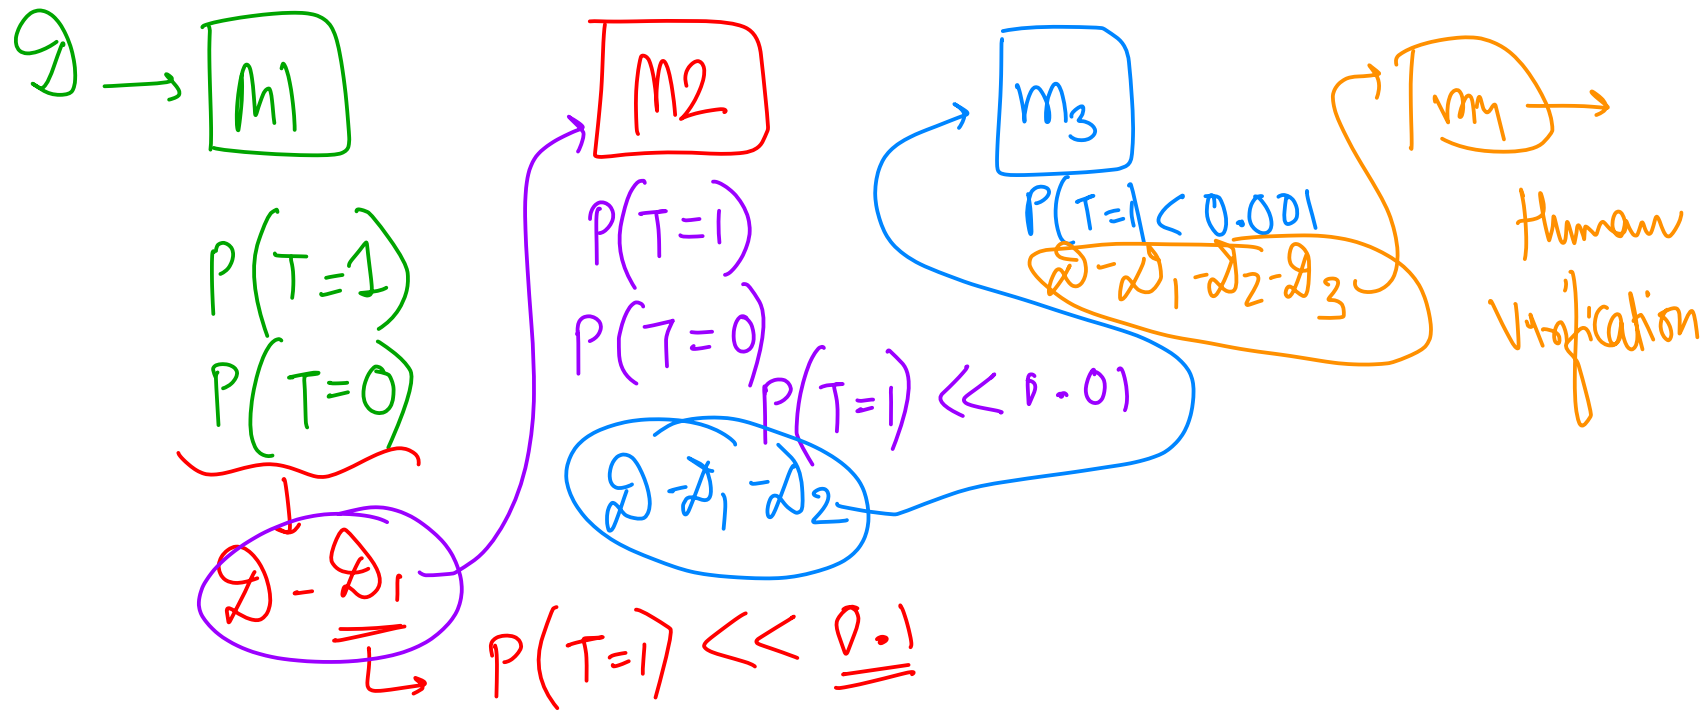 D → M1
P(T=1)
P(T=0)
D - D₁
P(T=1) << 0.1
M2
P(T=1)
P(T=0)
P(T=1) << 0.01
D - D₁ - D₂
M₃
P(T=1) < 0.001
D - D₁ - D₂ - D3
M4
Human
Verification